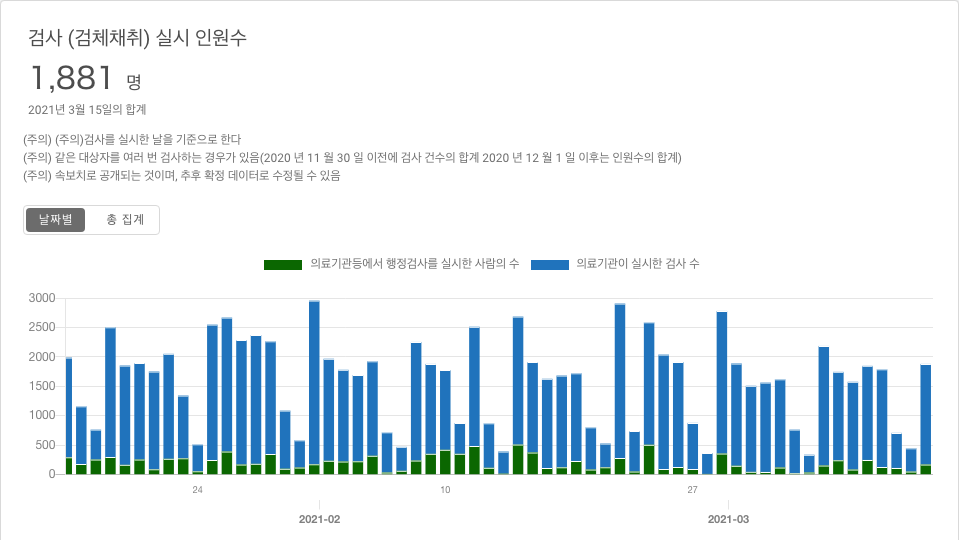 검사 (검체채취) 실시 인원수
1,881 명
2021년 3월 15일의 합계
(주의) (주의)검사를 실시한 날을 기준으로 한다
(주의) 같은 대상자를 여러 번 검사하는 경우가 있음(2020 년 11 월 30 일 이전에 검사 건수의 합계 2020 년 12 월 1 일 이후는 인원수의 합계)
(주의) 속보치로 공개되는 것이며, 추후 확정 데이터로 수정될 수 있음
날짜별 총 집계
의료기관등에서 행정검사를 실시한 사람의 수 의료기관이 실시한 검사 수
3000
2500
2000
1500
1000
500
0
24 10 27
2021-02 2021-03